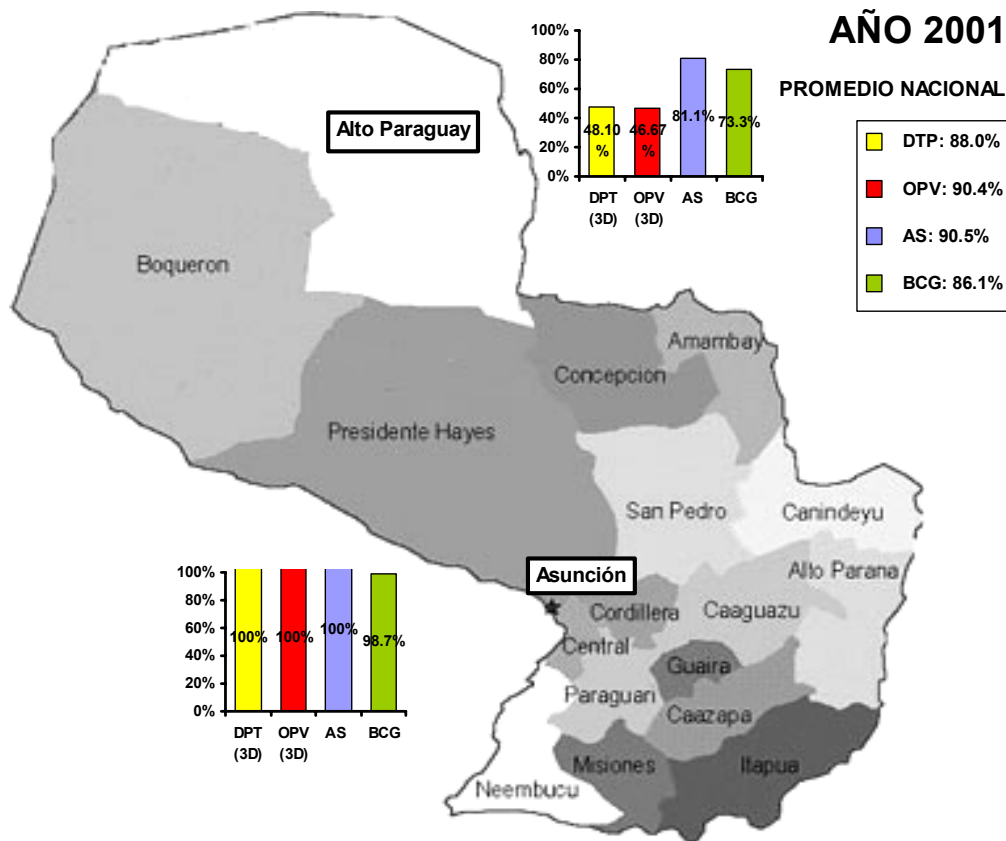 AÑO 2001
PROMEDIO NACIONAL
DTP: 88.0%
OPV: 90.4%
AS: 90.5%
BCG: 86.1%
100%
80%
60%
40%
20%
0%
48.10
%
46.67
%
81.1%
73.3%
DPT
(3D)
OPV
(3D)
AS
BCG
Alto Paraguay
Boqueron
Amambay
Concepcion
Presidente Hayes
San Pedro
Canindeyu
Asunción
Alto Parana
Cordillera
Caaguazu
Central
Guaira
Paraguari
Caazapa
Misiones
Itapua
Neembucu
100%
80%
60%
40%
20%
0%
100%
100%
100%
98.7%
DPT
(3D)
OPV
(3D)
AS
BCG